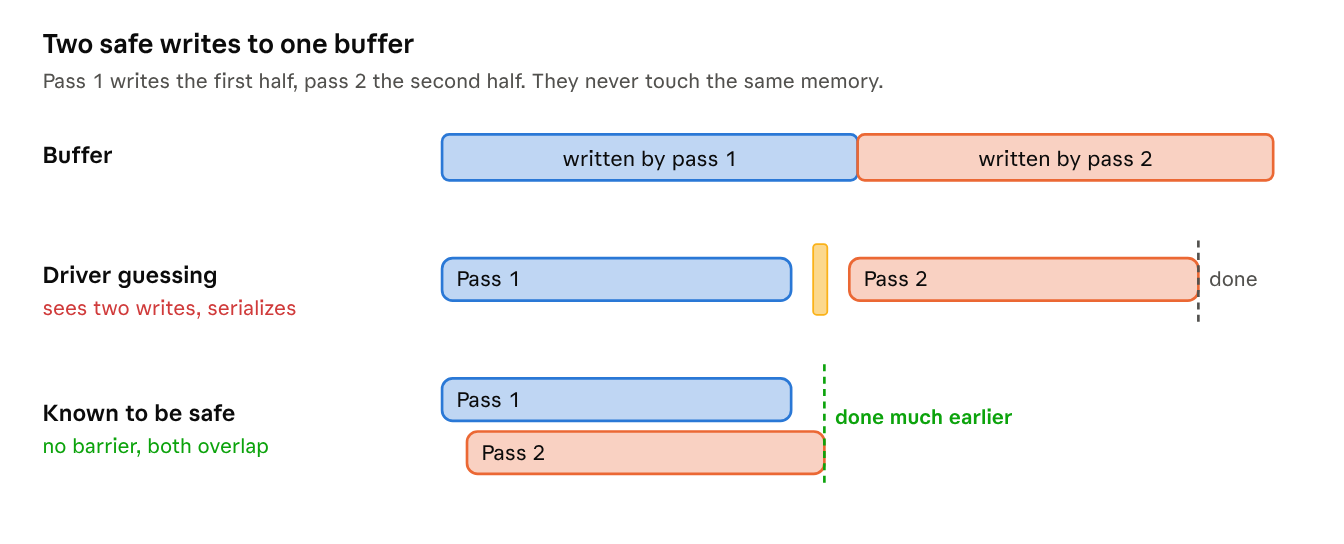 Two safe writes to one buffer
Pass 1 writes the first half, pass 2 the second half. They never touch the same memory.
Buffer
written by pass 1
written by pass 2
Driver guessing
sees two writes, serializes
Pass 1
Pass 2
done
Known to be safe
no barrier, both overlap
Pass 1
Pass 2
done much earlier